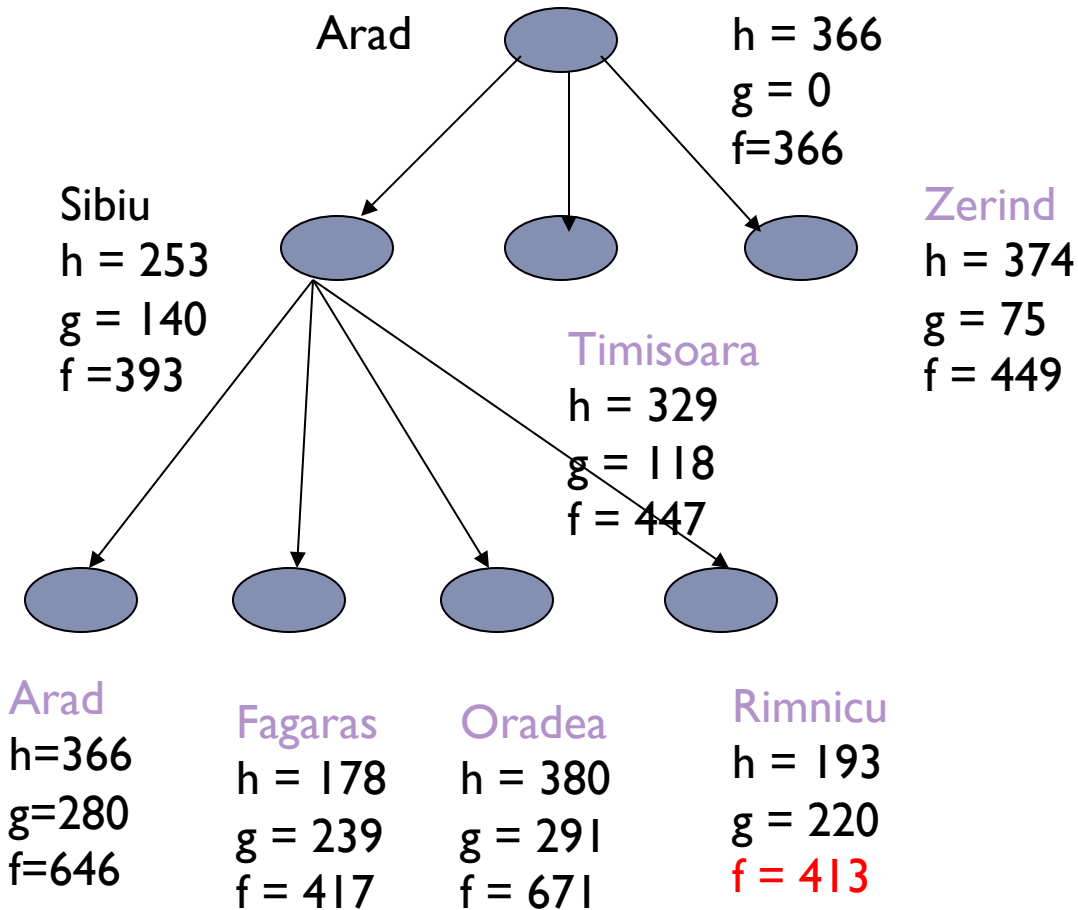 Arad
h = 366
g = 0
f=366
Sibiu
h = 253
g = 140
f =393
Timisoara
h = 329
g = 118
f = 447
Zerind
h = 374
g = 75
f = 449
Arad
h=366
g=280
f=646
Fagaras
h = 178
g = 239
f = 417
Oradea
h = 380
g = 291
f = 671
Rimnicu
h = 193
g = 220
f = 413